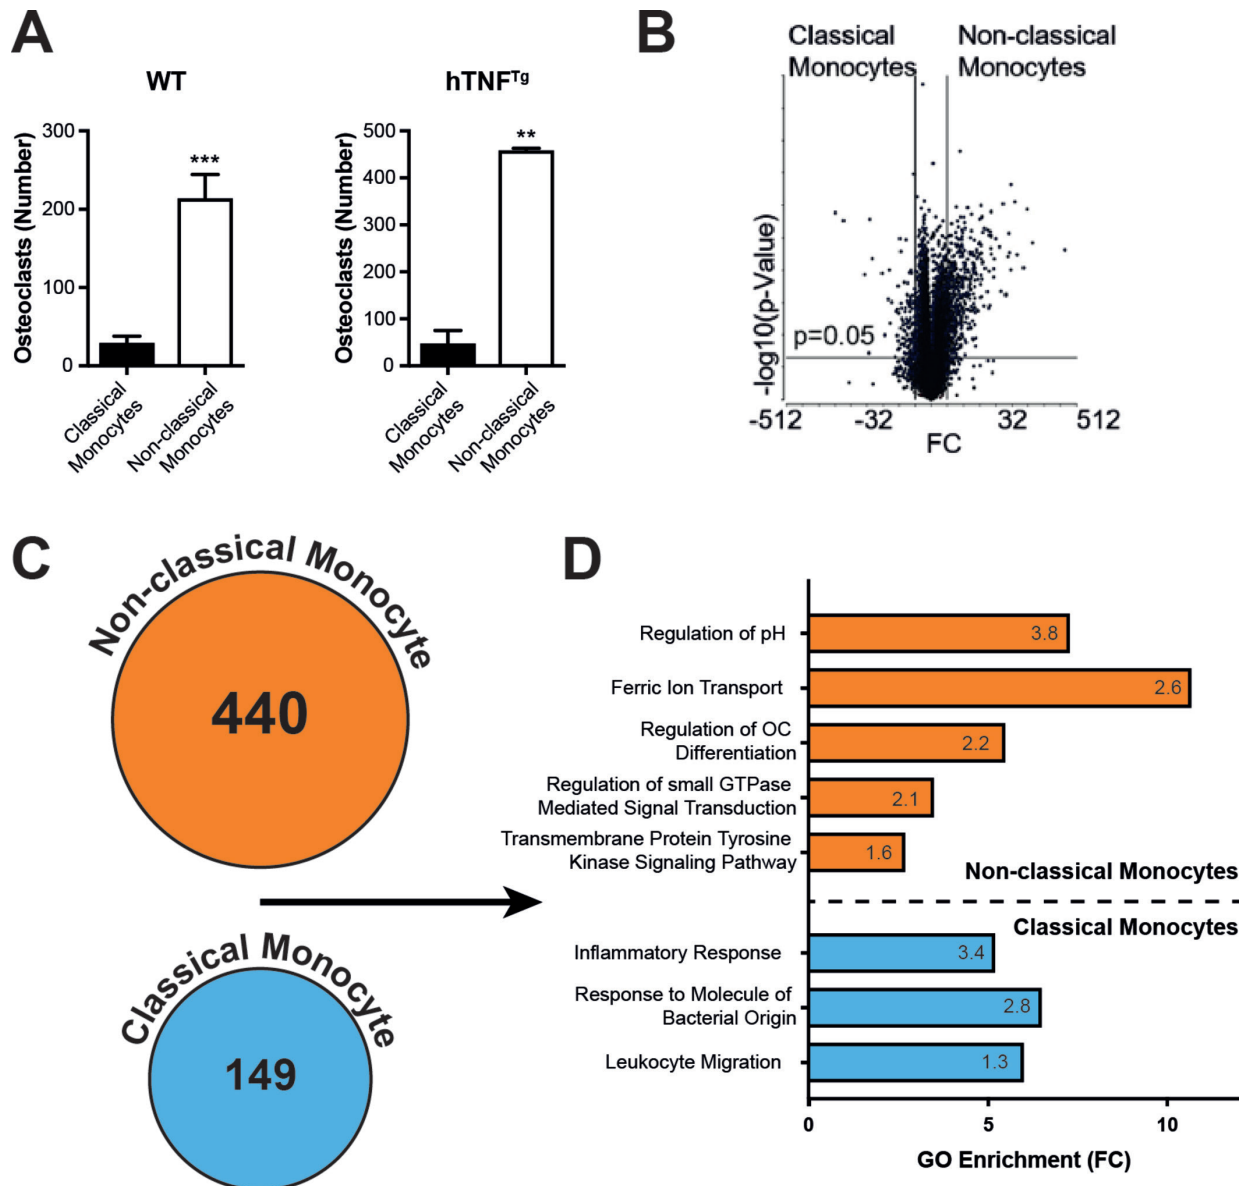 A
WT
hTNFTg
Osteoclasts (Number)
300
200
100
0
***
Classical
Monocytes
Non-classical
Monocytes
Osteoclasts (Number)
500
400
300
200
100
0
**
Classical
Monocytes
Non-classical
Monocytes
B
Classical
Monocytes
Non-classical
Monocytes
-log10(p-Value)
p=0.05
-512
-32
32
512
FC
C
Non-classical Monocyte
440
Classical Monocyte
149
D
Regulation of pH
3.8
Ferric Ion Transport
2.6
Regulation of OC
Differentiation
2.2
Regulation of small GTPase
Mediated Signal Transduction
2.1
Transmembrane Protein Tyrosine
Kinase Signaling Pathway
1.6
Non-classical Monocytes
Classical Monocytes
Inflammatory Response
3.4
Response to Molecule of
Bacterial Origin
2.8
Leukocyte Migration
1.3
0
5
10
GO Enrichment (FC)